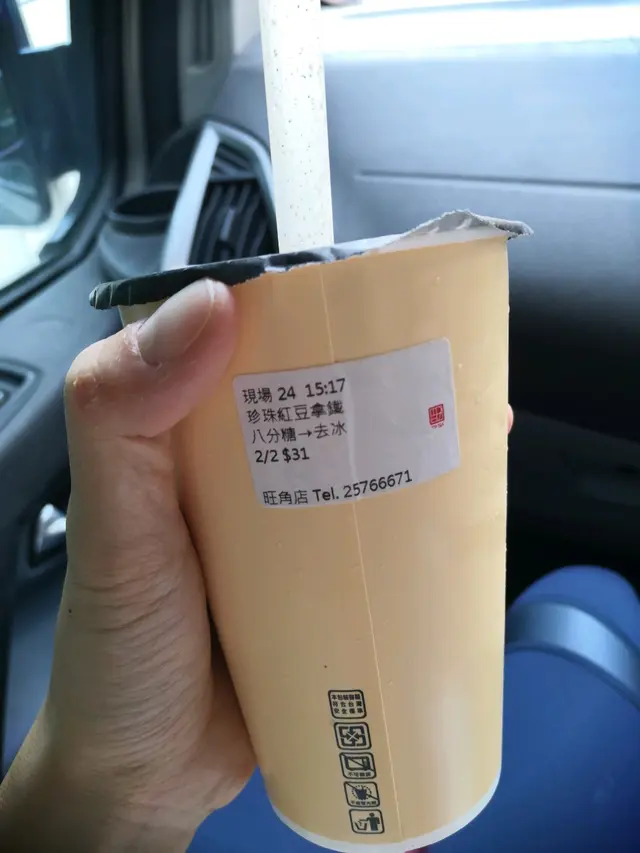 現場 24 15:17
珍珠紅豆拿鐵
八分糖→去冰
2/2 $31
旺角店 Tel. 25766671